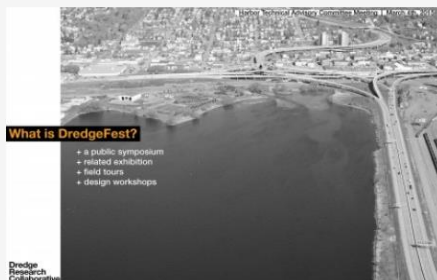 Harbor Technical Advisory Committee Meeting | March
What is DredgeFest?
+ a public symposium
+ related exhibition
+ field tours
+ design workshops
Dredge
Research
Collaborative